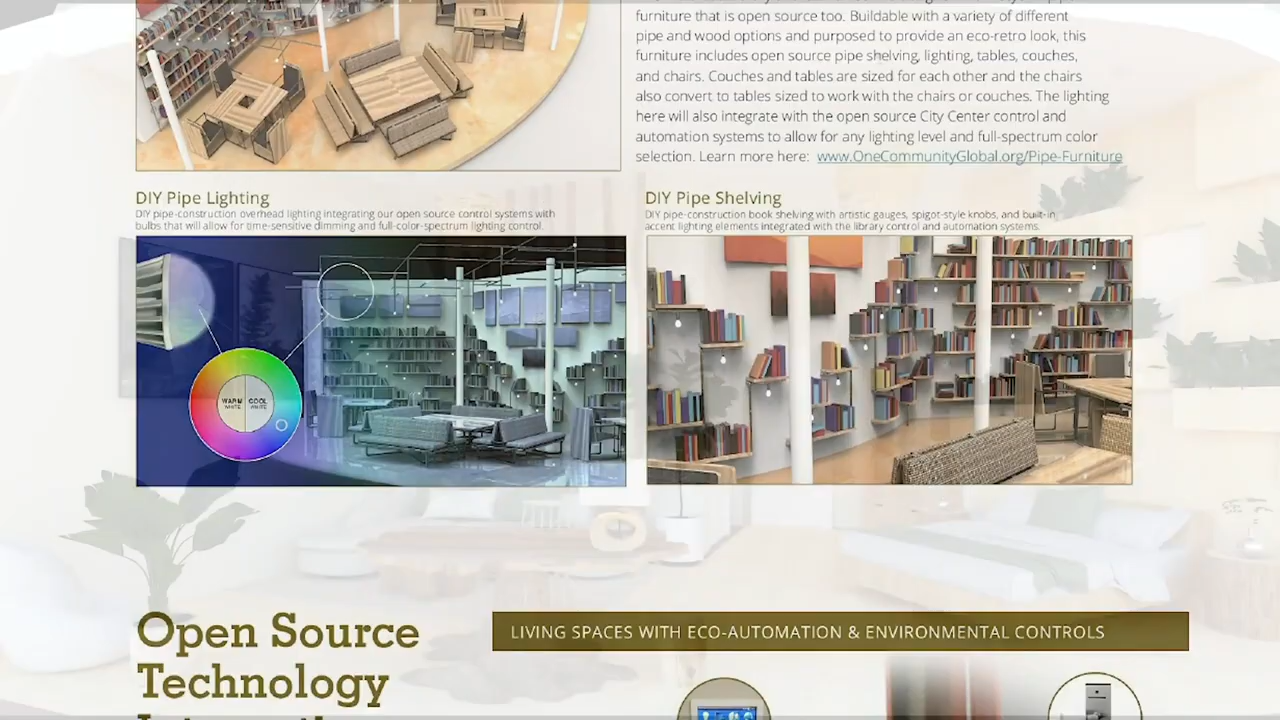 furniture that is open source too. Buildable with a variety of different
pipe and wood options and purposed to provide an eco-retro look, this
furniture includes open source pipe shelving, lighting, tables, couches,
and chairs. Couches and tables are sized for each other and the chairs
also convert to tables sized to work with the chairs or couches. The lighting
here will also integrate with the open source City Center control and
automation systems to allow for any lighting level and full-spectrum color
selection. Learn more here: www.OneCommunityGlobal.org/Pipe-Furniture
DIY Pipe Lighting
DIY pipe-construction overhead lighting integrating our open source control systems with
bulbs that will allow for time-sensitive dimming and full-color-spectrum lighting control.
DIY Pipe Shelving
DIY pipe-construction book shelving with artistic gauges, spigot-style knobs, and built-in
accent lighting elements integrated with the library control and automation systems.
WARM WHITE
COOL WHITE
Open Source
Technology
LIVING SPACES WITH ECO-AUTOMATION & ENVIRONMENTAL CONTROLS